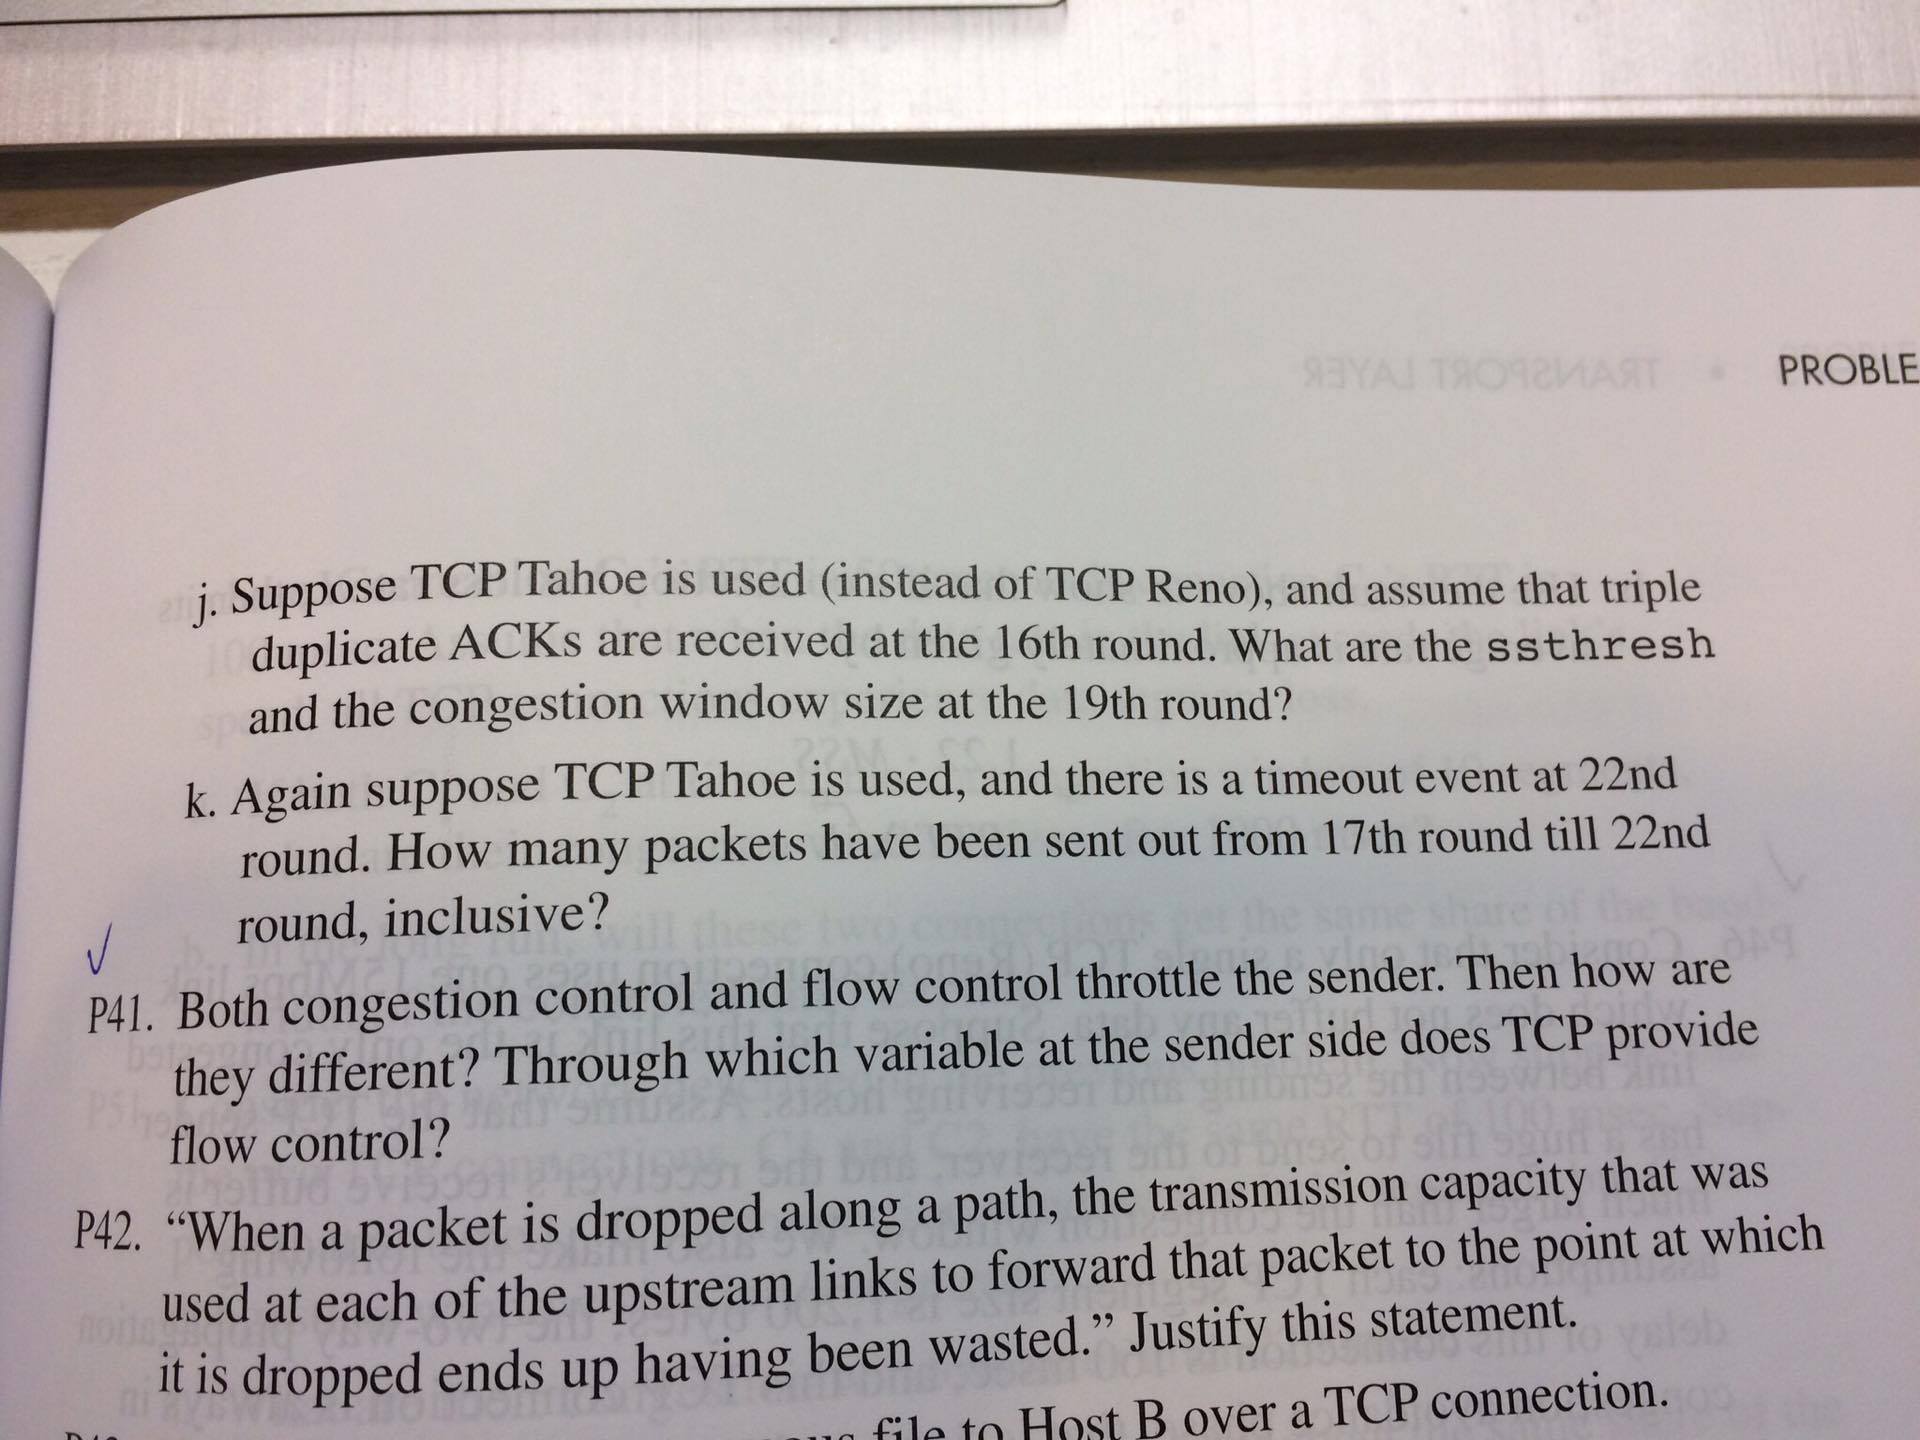 PROBLE
j. Suppose TCP Tahoe is used (instead of TCP Reno), and assume that triple
duplicate ACKs are received at the 16th round. What are the ssthresh
and the congestion window size at the 19th round?
k. Again suppose TCP Tahoe is used, and there is a timeout event at 22nd
round. How many packets have been sent out from 17th round till 22nd
round, inclusive?
P41. Both congestion control and flow control throttle the sender. Then how are
they different? Through which variable at the sender side does TCP provide
flow control?
P42. “When a packet is dropped along a path, the transmission capacity that was
used at each of the upstream links to forward that packet to the point at which
it is dropped ends up having been wasted.” Justify this statement.
file to Host B over a TCP connection.